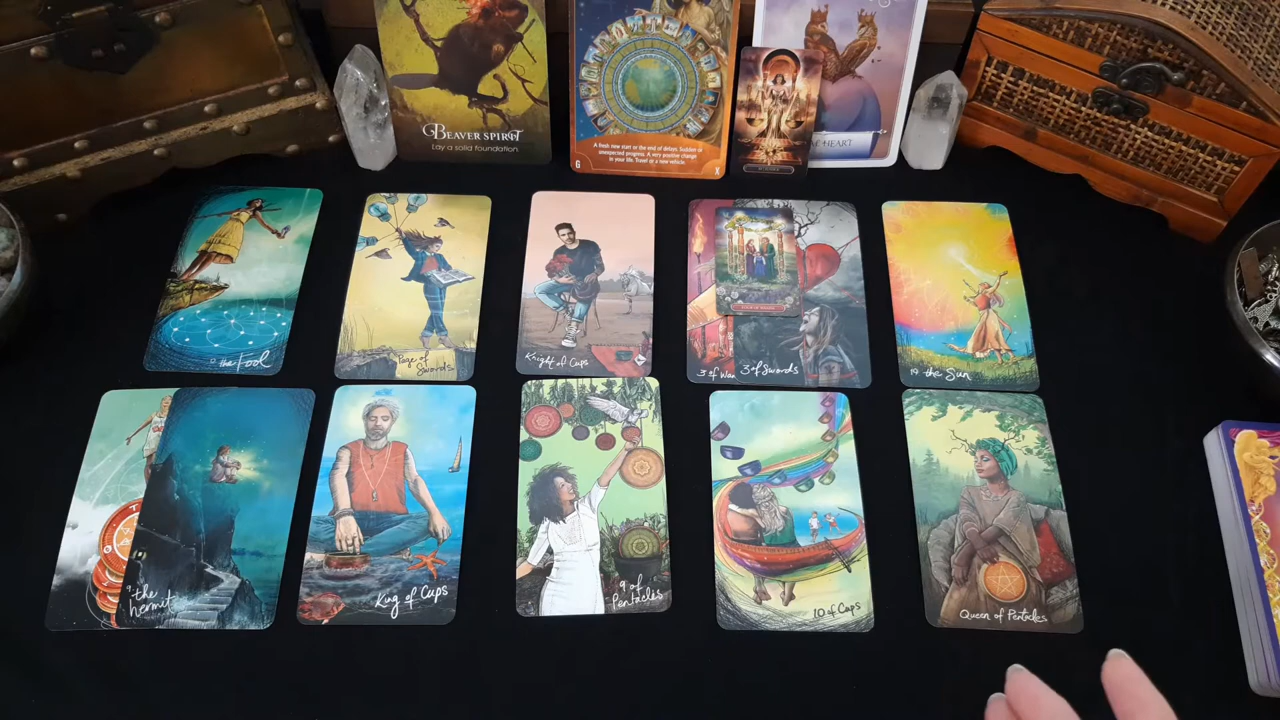 BEAVER SPIRIT
Lay a solid foundation
A fresh new start or the end of delays. Sudden or
unexpected progress. A very positive change
in your life. Travel or a new vehicle.
G
X
HEART
0 the Fool
Page of
Swords
Knight of Cups
3 of Wan
3 of Swords
19 the Sun
9 the
hermit
King of Cups
9 of
Pentacles
10 of Cups
Queen of Pentacles